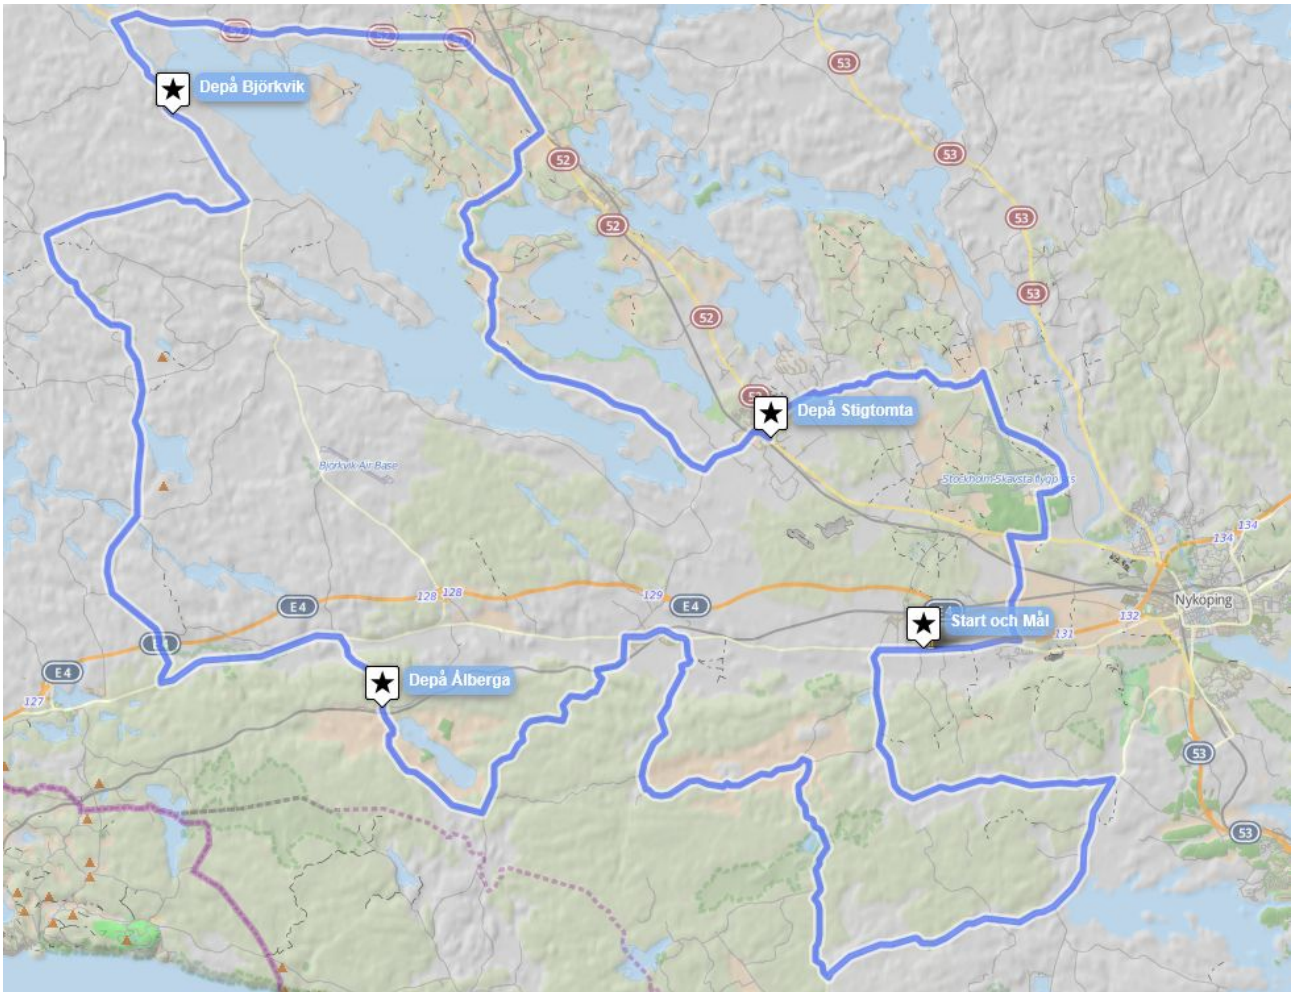 52
52
52
53
Depå Björkvik
53
52
53
52
53
52
52
Depå Stigtomta
Björkvik Air Base
Stockholm-Skavsta flygp
134
134
128
128
129
E4
E4
Nyköping
132
Start och Mål
131
E4
E4
Depå Ålberga
127
53
53